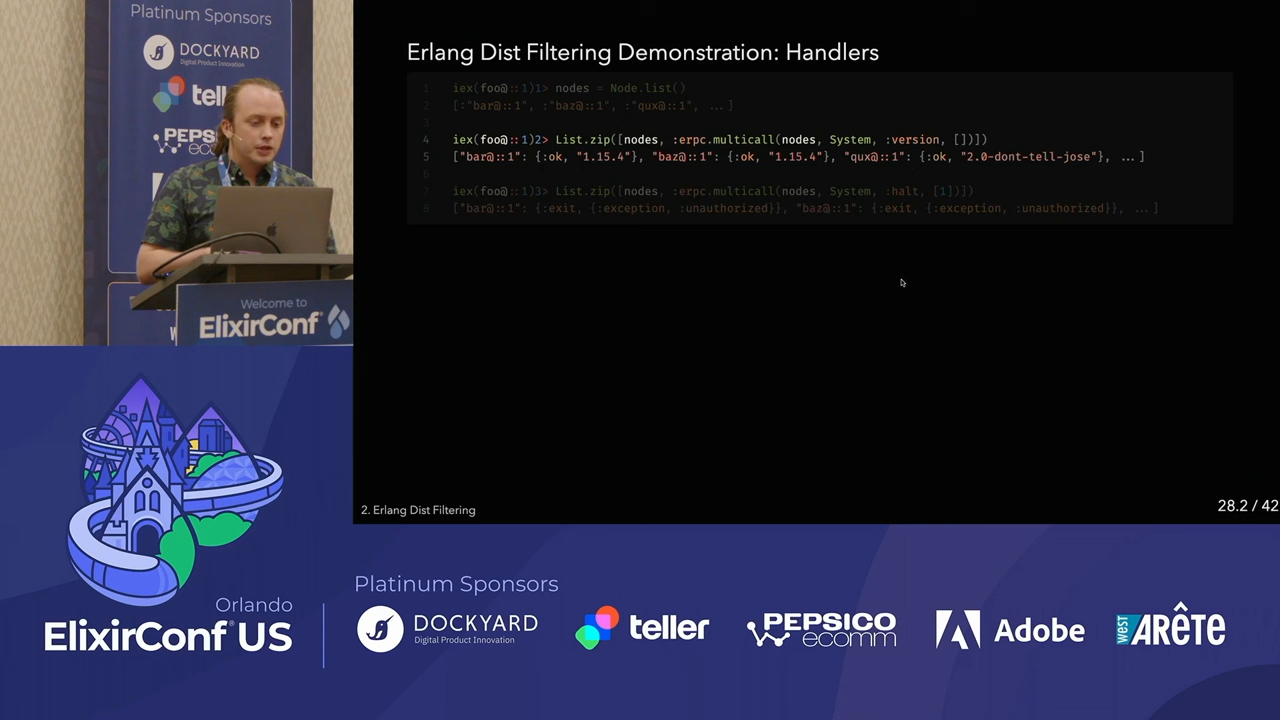 Platinum Sponsors
DOCKYARD
Digital Product Innovation
tell
PEPSI
ec
Welcome to
ElixirConf
Erlang Dist Filtering Demonstration: Handlers
1 iex(foo@::1)1> nodes = Node.list()
2 [:"bar@::1", :"baz@::1", :"qux@::1", ...]
3
4 iex(foo@::1)2> List.zip([nodes, :erpc.multicall(nodes, System, :version, [])])
5 ["bar@::1": {:ok, "1.15.4"}, "baz@::1": {:ok, "1.15.4"}, "qux@::1": {:ok, "2.0-dont-tell-jose"}, ...]
6
7 iex(foo@::1)3> List.zip([nodes, :erpc.multicall(nodes, System, :halt, [1])])
8 ["bar@::1": {:exit, {:exception, :unauthorized}}, "baz@::1": {:exit, {:exception, :unauthorized}}, ...]
2. Erlang Dist Filtering
28.2 / 42
Orlando
ElixirConf® US
Platinum Sponsors
DOCKYARD
Digital Product Innovation
teller
PEPSICO
ecomm
Adobe
west ARÊTE